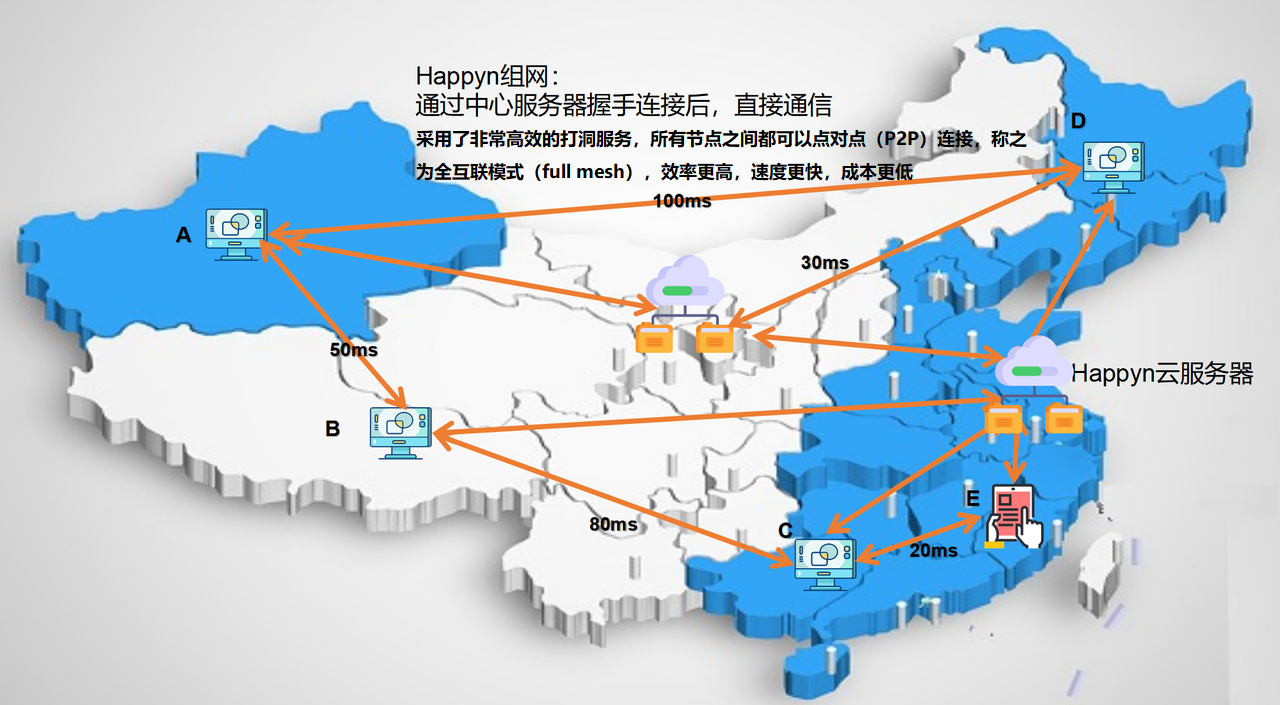 Happyn组网：
通过中心服务器握手连接后，直接通信
采用了非常高效的打洞服务，所有节点之间都可以点对点（P2P）连接，称之
为全互联模式（full mesh），效率更高，速度更快，成本更低
D
100ms
A
30ms
50ms
Happyn云服务器
B
E
80ms
C
20ms